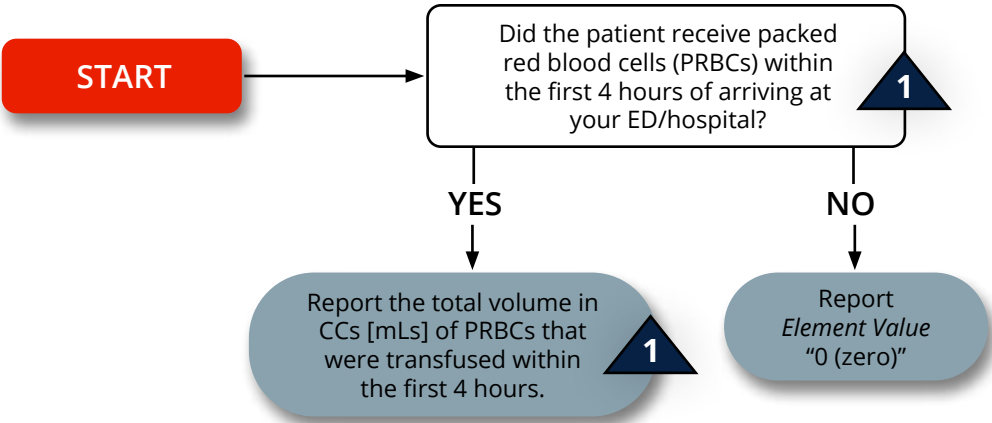 START
Did the patient receive packed
red blood cells (PRBCs) within
the first 4 hours of arriving at
your ED/hospital?
1
YES
NO
Report the total volume in
CCs [mLs] of PRBCs that
were transfused within
the first 4 hours.
1
Report
Element Value
“0 (zero)”